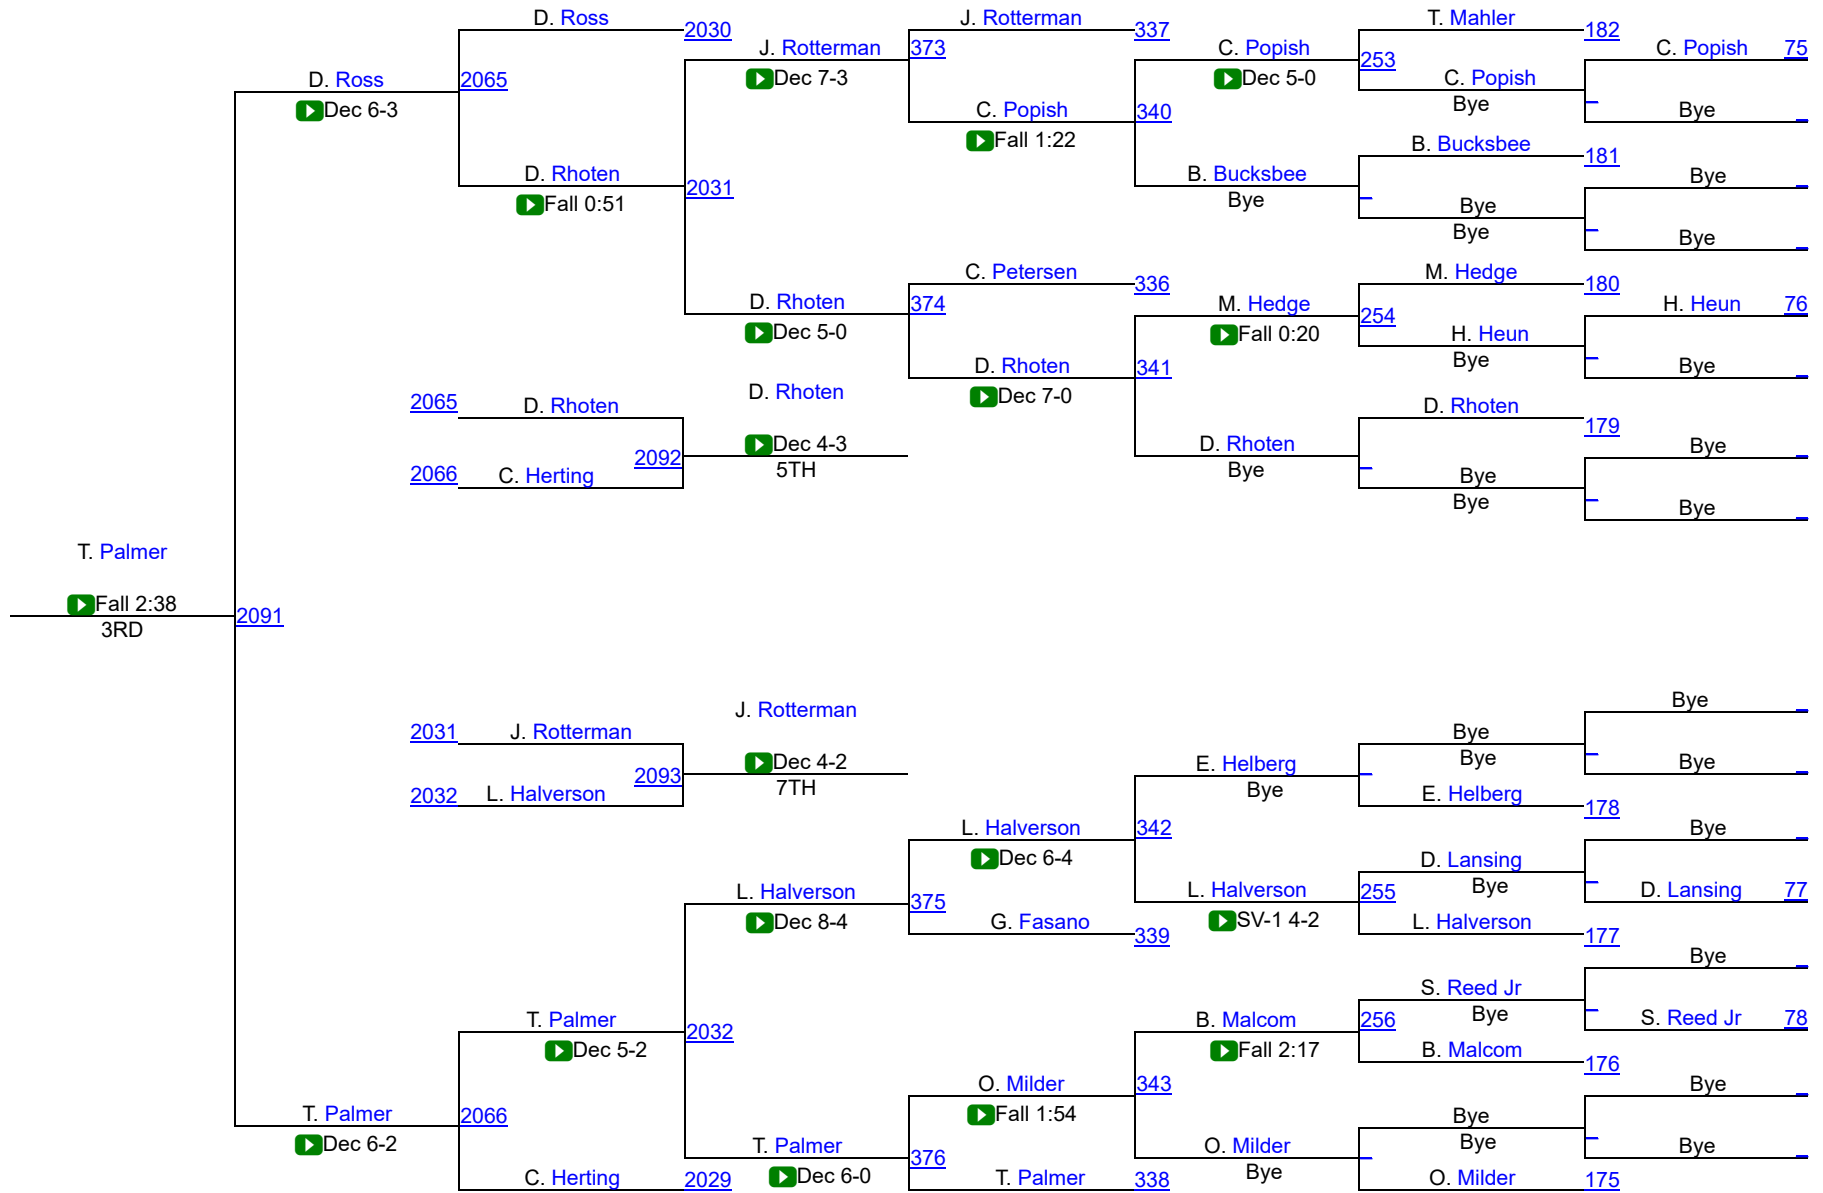 D. Ross
2030
J. Rotterman
337
T. Mahler
182
J. Rotterman
373
C. Popish
C. Popish
75
Dec 7-3
Dec 5-0
253
C. Popish
Bye
D. Ross
2065
Dec 6-3
C. Popish
340
Bye
Fall 1:22
B. Bucksbee
181
D. Rhoten
2031
B. Bucksbee
Bye
Fall 0:51
Bye
Bye
Bye
Bye
C. Petersen
336
M. Hedge
180
D. Rhoten
374
M. Hedge
254
H. Heun
76
Dec 5-0
Fall 0:20
H. Heun
Bye
D. Rhoten
341
Bye
D. Rhoten
Dec 7-0
2065
D. Rhoten
D. Rhoten
179
2092
Dec 4-3
D. Rhoten
Bye
2066
C. Herting
5TH
Bye
Bye
Bye
Bye
T. Palmer
Fall 2:38
2091
3RD
J. Rotterman
Bye
2031
J. Rotterman
Bye
Bye
2093
Dec 4-2
E. Helberg
Bye
2032
L. Halverson
7TH
Bye
E. Helberg
178
L. Halverson
342
Bye
Dec 6-4
D. Lansing
L. Halverson
375
L. Halverson
255
Bye
D. Lansing
77
Dec 8-4
G. Fasano
339
SV-1 4-2
L. Halverson
177
Bye
S. Reed Jr
T. Palmer
2032
B. Malcom
256
Bye
S. Reed Jr
78
Dec 5-2
Fall 2:17
B. Malcom
176
O. Milder
343
Bye
T. Palmer
2066
Fall 1:54
Bye
Dec 6-2
T. Palmer
376
O. Milder
Bye
Bye
C. Herting
2029
Dec 6-0
T. Palmer
338
Bye
O. Milder
175